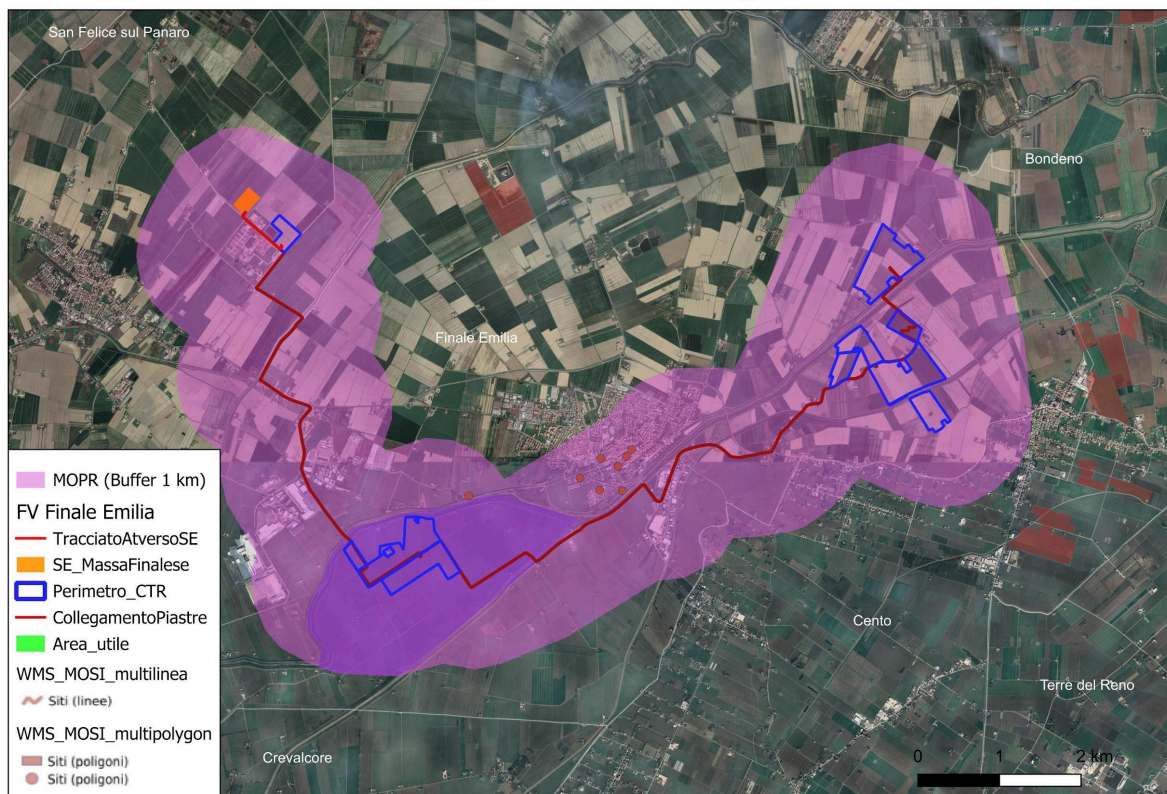 San Felice sul Panaro
Bondeno
Finale Emilia
Cento
Terre del Reno
Crevalcore
MOPR (Buffer 1 km)
FV Finale Emilia
TracciatoAtversoSE
SE_MassaFinalese
Perimetro_CTR
CollegamentoPiastre
Area_utile
WMS_MOSI_multilinea
Siti (linee)
WMS_MOSI_multipolygon
Siti (poligoni)
Siti (poligoni)
0 1 2 km